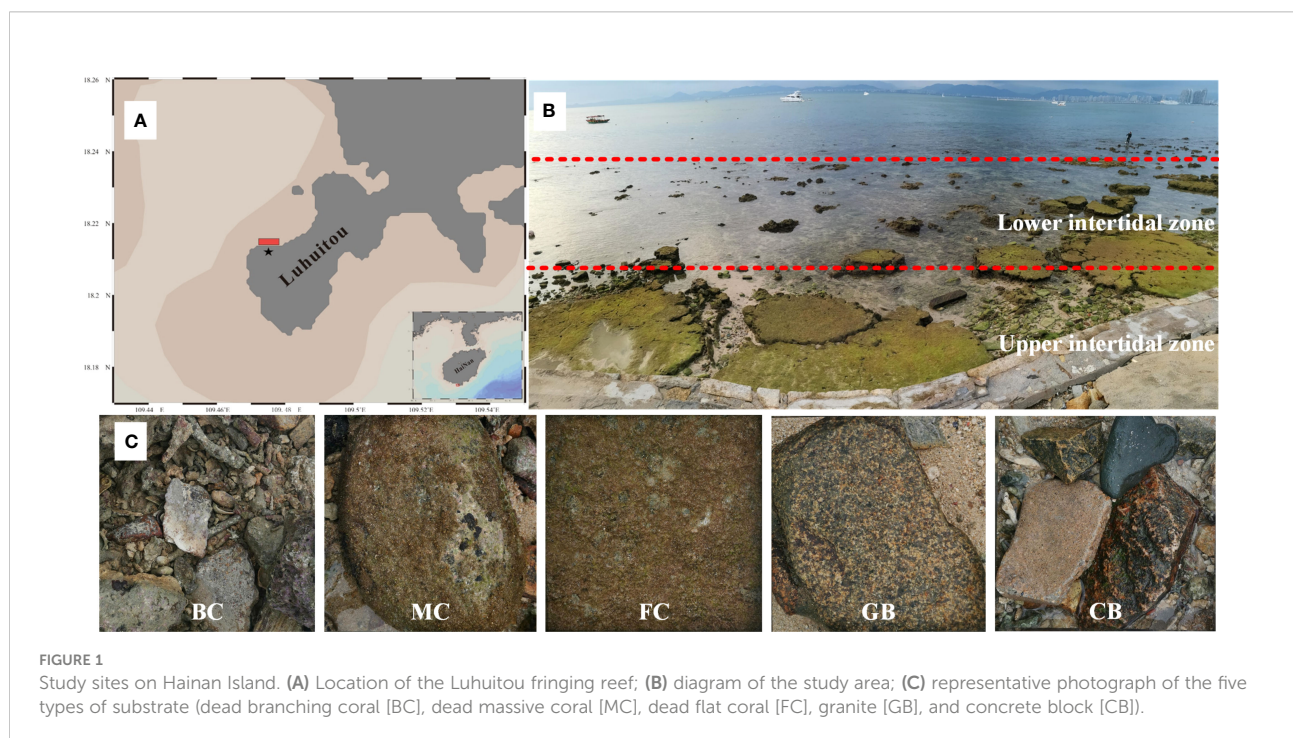 18.26 N
18.24 N
18.22 N
18.2 N
18.18 N
109.44 E
109.46°E
109.48 E
109.5°E
109.52°E
109.54°E
A
Luhuitou
HaiNan
B
Lower intertidal zone
Upper intertidal zone
C
BC
MC
FC
GB
CB
FIGURE 1
Study sites on Hainan Island. (A) Location of the Luhuitou fringing reef; (B) diagram of the study area; (C) representative photograph of the five
types of substrate (dead branching coral [BC], dead massive coral [MC], dead flat coral [FC], granite [GB], and concrete block [CB]).